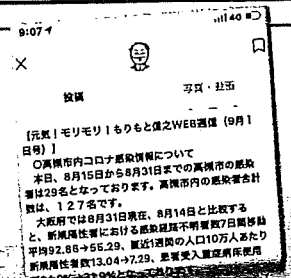 9:07
4G
投稿 写真・動画
【元気！モリモリ！もりもと信之WEB通信（9月1
日号）】
○高槻市内コロナ感染情報について
本日、8月15日から8月31日までの高槻市の感染
者は29名となっております。高槻市内の感染者合計
数は、１２７名です。
大阪府では8月31日現在、8月14日と比較する
と、新規陽性者における感染経路不明者数7日間移動
平均92.86→55.29、直近1週間の人口10万人あたり
新規陽性者数13.04→7.29、患者受入重症病床使用